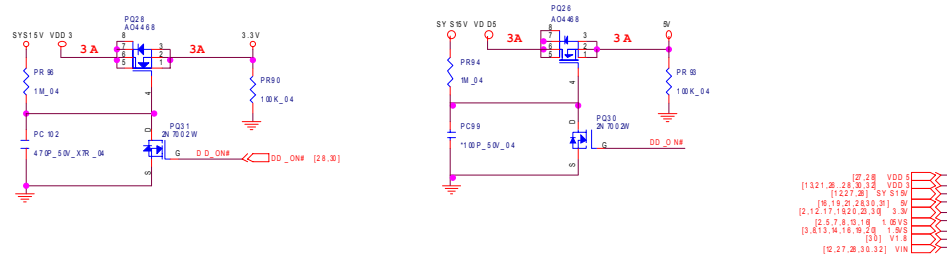 PQ28
AO4468
SYS15V VDD3
3A 3A
3.3V
8
7
6
5
3
2
1
4
PR96
1M_04
PR90
100K_04
PC102
470P_50V_X7R_04
PQ31
2N7002W
D
G
S
DD_ON#
DD_ON# [28,30]
PQ26
AO4468
SYS15V VDD5
3A 3A
5V
8
7
6
5
3
2
1
4
PR94
1M_04
PR93
100K_04
PC99
*100P_50V_04
PQ30
2N7002W
D
G
S
DD_ON#
[27,28] VDD5
[13,21,26..28,30,32] VDD3
[12,27,28] SYS15V
[16,19,21,28,30,31] 5V
[2,12..17,19,20,23,30] 3.3V
[2,5,7,8,13,16] 1.05VS
[3,8,13,14,16,19,20] 1.5VS
[30] V1.8
[12,27,28,30..32] VIN